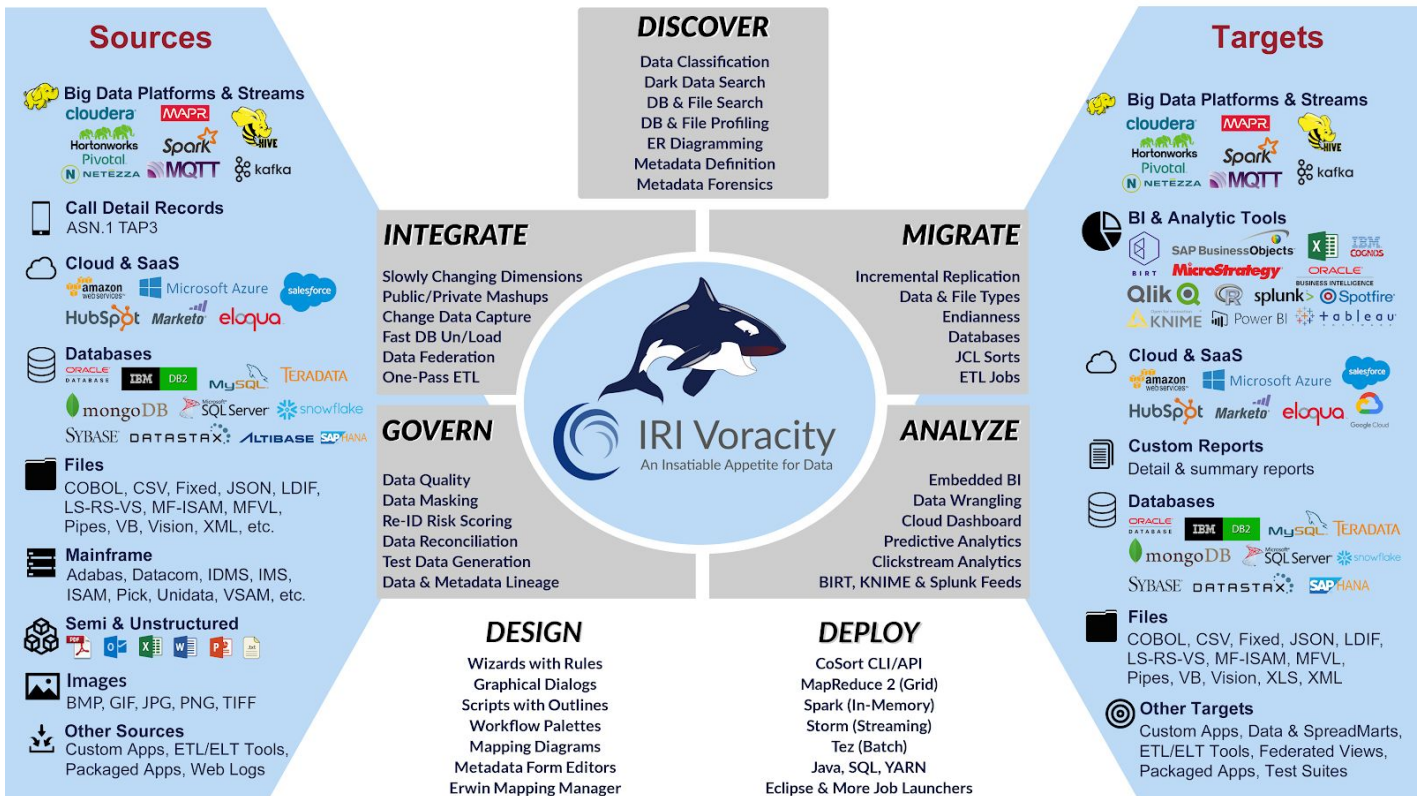 Sources
Big Data Platforms & Streams
cloudera MAPR
Hortonworks Spark HIVE
Pivotal
N NETEZZA MQTT kafka
Call Detail Records
ASN.1 TAP3
Cloud & SaaS
amazon web services™ Microsoft Azure salesforce
HubSpot Marketo eloqua
Databases
ORACLE DATABASE IBM DB2 MySQL TERADATA
mongoDB Microsoft SQL Server snowflake
SYBASE DATASTAX ALTIBASE SAP HANA
Files
COBOL, CSV, Fixed, JSON, LDIF,
LS-RS-VS, MF-ISAM, MFVL,
Pipes, VB, Vision, XML, etc.
Mainframe
Adabas, Datacom, IDMS, IMS,
ISAM, Pick, Unidata, VSAM, etc.
Semi & Unstructured
PDF O X W P .txt
Images
BMP, GIF, JPG, PNG, TIFF
Other Sources
Custom Apps, ETL/ELT Tools,
Packaged Apps, Web Logs
DISCOVER
Data Classification
Dark Data Search
DB & File Search
DB & File Profiling
ER Diagramming
Metadata Definition
Metadata Forensics
INTEGRATE
Slowly Changing Dimensions
Public/Private Mashups
Change Data Capture
Fast DB Un/Load
Data Federation
One-Pass ETL
MIGRATE
Incremental Replication
Data & File Types
Endianness
Databases
JCL Sorts
ETL Jobs
IRI Voracity
An Insatiable Appetite for Data
GOVERN
Data Quality
Data Masking
Re-ID Risk Scoring
Data Reconciliation
Test Data Generation
Data & Metadata Lineage
ANALYZE
Embedded BI
Data Wrangling
Cloud Dashboard
Predictive Analytics
Clickstream Analytics
BIRT, KNIME & Splunk Feeds
DESIGN
Wizards with Rules
Graphical Dialogs
Scripts with Outlines
Workflow Palettes
Mapping Diagrams
Metadata Form Editors
Erwin Mapping Manager
DEPLOY
CoSort CLI/API
MapReduce 2 (Grid)
Spark (In-Memory)
Storm (Streaming)
Tez (Batch)
Java, SQL, YARN
Eclipse & More Job Launchers
Targets
Big Data Platforms & Streams
cloudera MAPR
Hortonworks Spark HIVE
Pivotal
N NETEZZA MQTT kafka
BI & Analytic Tools
BIRT SAP BusinessObjects X IBM COGNOS
MicroStrategy ORACLE BUSINESS INTELLIGENCE
Qlik R splunk> Spotfire
KNIME Power BI tableau
Cloud & SaaS
amazon web services™ Microsoft Azure salesforce
HubSpot Marketo eloqua Google Cloud
Custom Reports
Detail & summary reports
Databases
ORACLE DATABASE IBM DB2 MySQL TERADATA
mongoDB Microsoft SQL Server snowflake
SYBASE DATASTAX SAP HANA
Files
COBOL, CSV, Fixed, JSON, LDIF,
LS-RS-VS, MF-ISAM, MFVL,
Pipes, VB, Vision, XLS, XML
Other Targets
Custom Apps, Data & SpreadMarts,
ETL/ELT Tools, Federated Views,
Packaged Apps, Test Suites